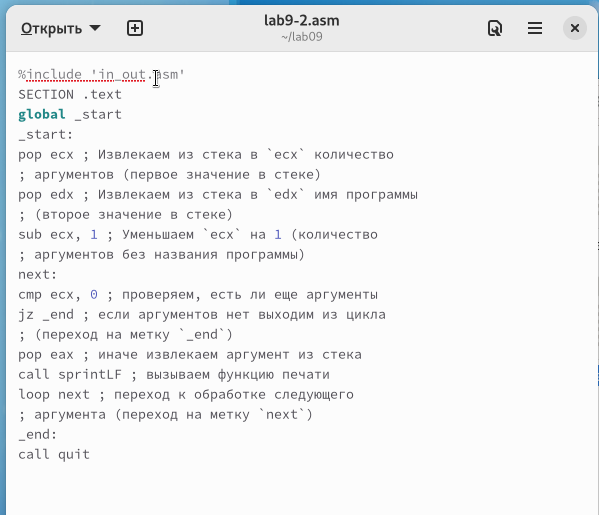 Открыть
lab9-2.asm
~/lab09
%include 'in_out.asm'
SECTION .text
global _start
_start:
pop ecx ; Извлекаем из стека в `ecx` количество
; аргументов (первое значение в стеке)
pop edx ; Извлекаем из стека в `edx` имя программы
; (второе значение в стеке)
sub ecx, 1 ; Уменьшаем `ecx` на 1 (количество
; аргументов без названия программы)
next:
cmp ecx, 0 ; проверяем, есть ли еще аргументы
jz _end ; если аргументов нет выходим из цикла
; (переход на метку `_end`)
pop eax ; иначе извлекаем аргумент из стека
call sprintLF ; вызываем функцию печати
loop next ; переход к обработке следующего
; аргумента (переход на метку `next`)
_end:
call quit